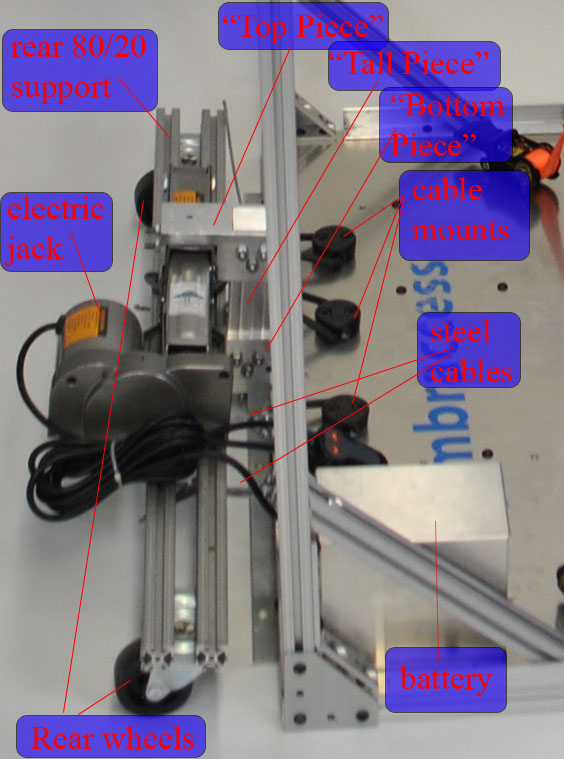 “Top Piece”
rear 80/20
support
“Tall Piece”
“Bottom
Piece”
cable
mounts
electric
jack
steel
cables
battery
Rear wheels